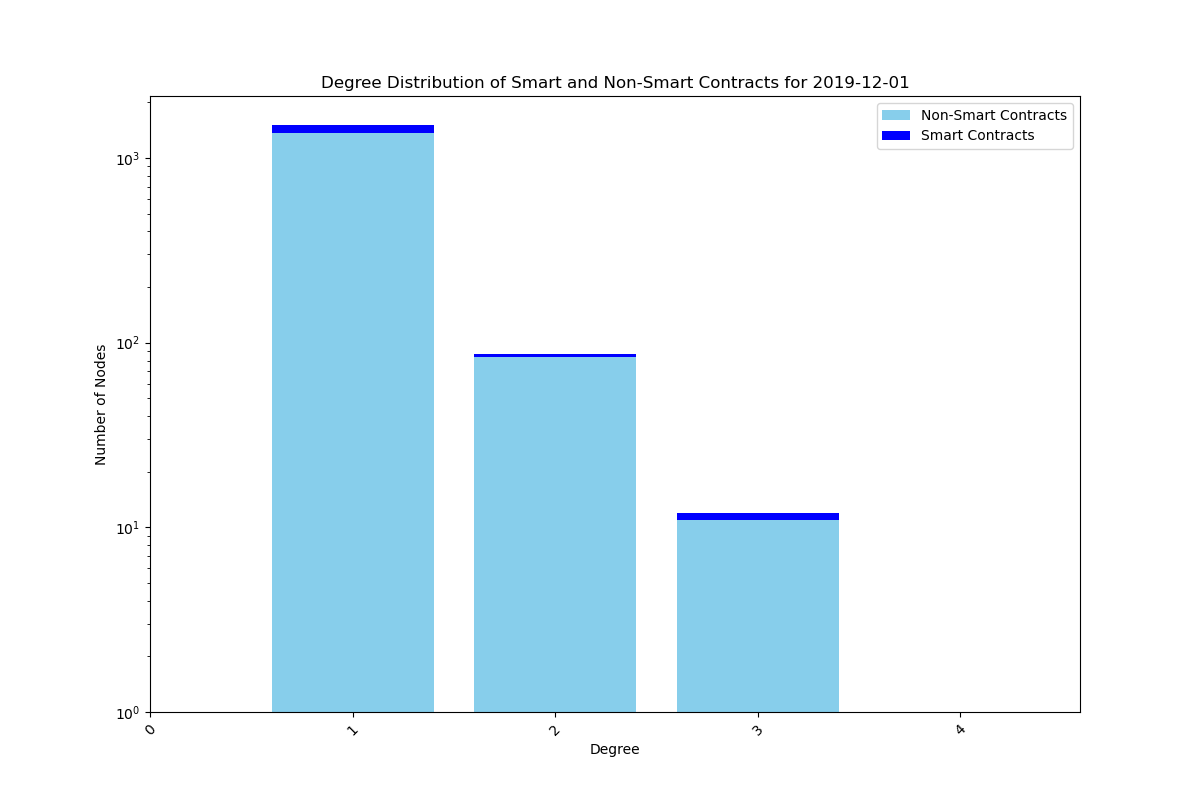 Degree Distribution of Smart and Non-Smart Contracts for 2019-12-01
Non-Smart Contracts
Smart Contracts
Number of Nodes
10³
10²
10¹
10⁰
0
1
2
3
4
Degree